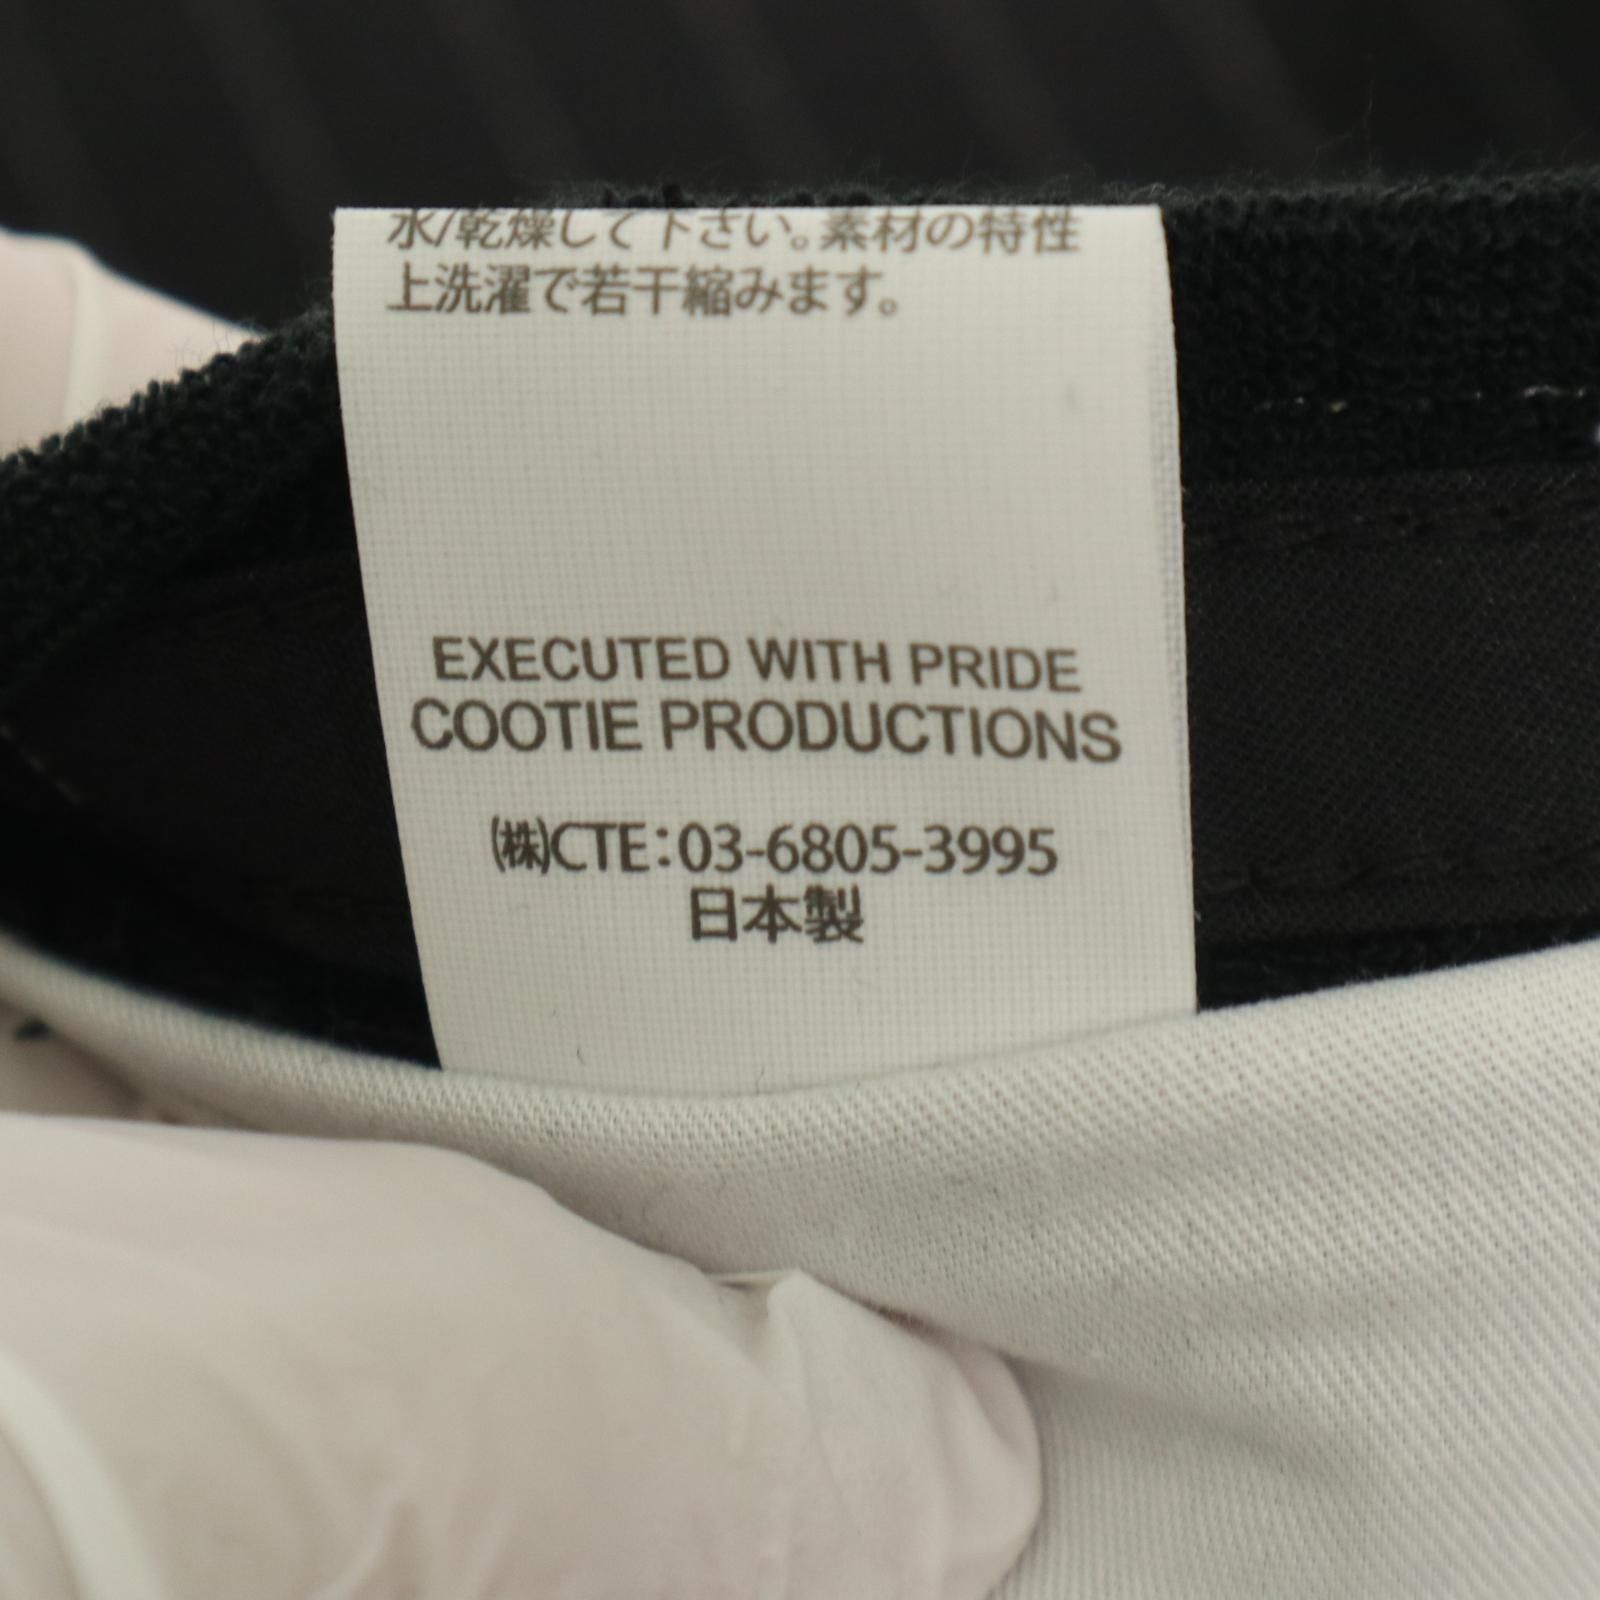 水/乾燥して下さい。素材の特性
上洗濯で若干縮みます。
EXECUTED WITH PRIDE
COOTIE PRODUCTIONS
㈱CTE：03-6805-3995
日本製